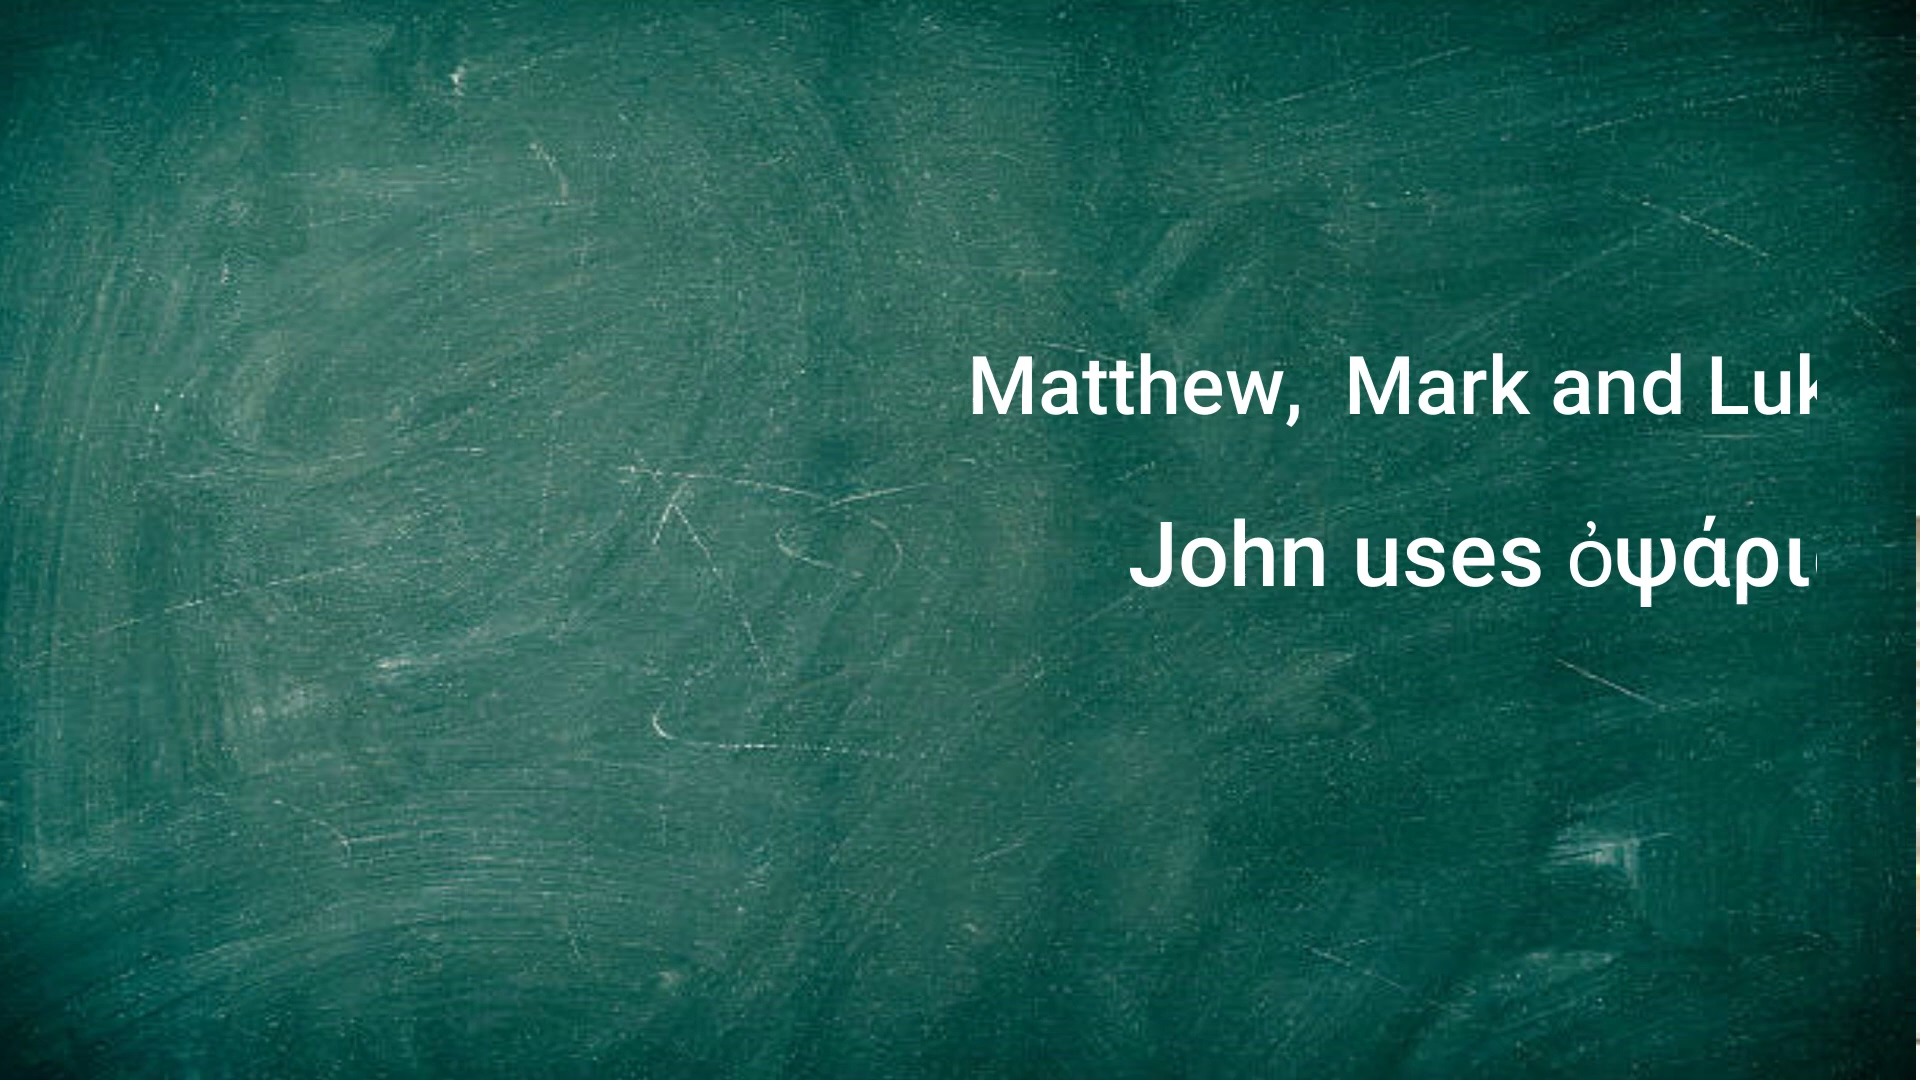 Matthew,  Mark and Luk
John uses ὀψάρι